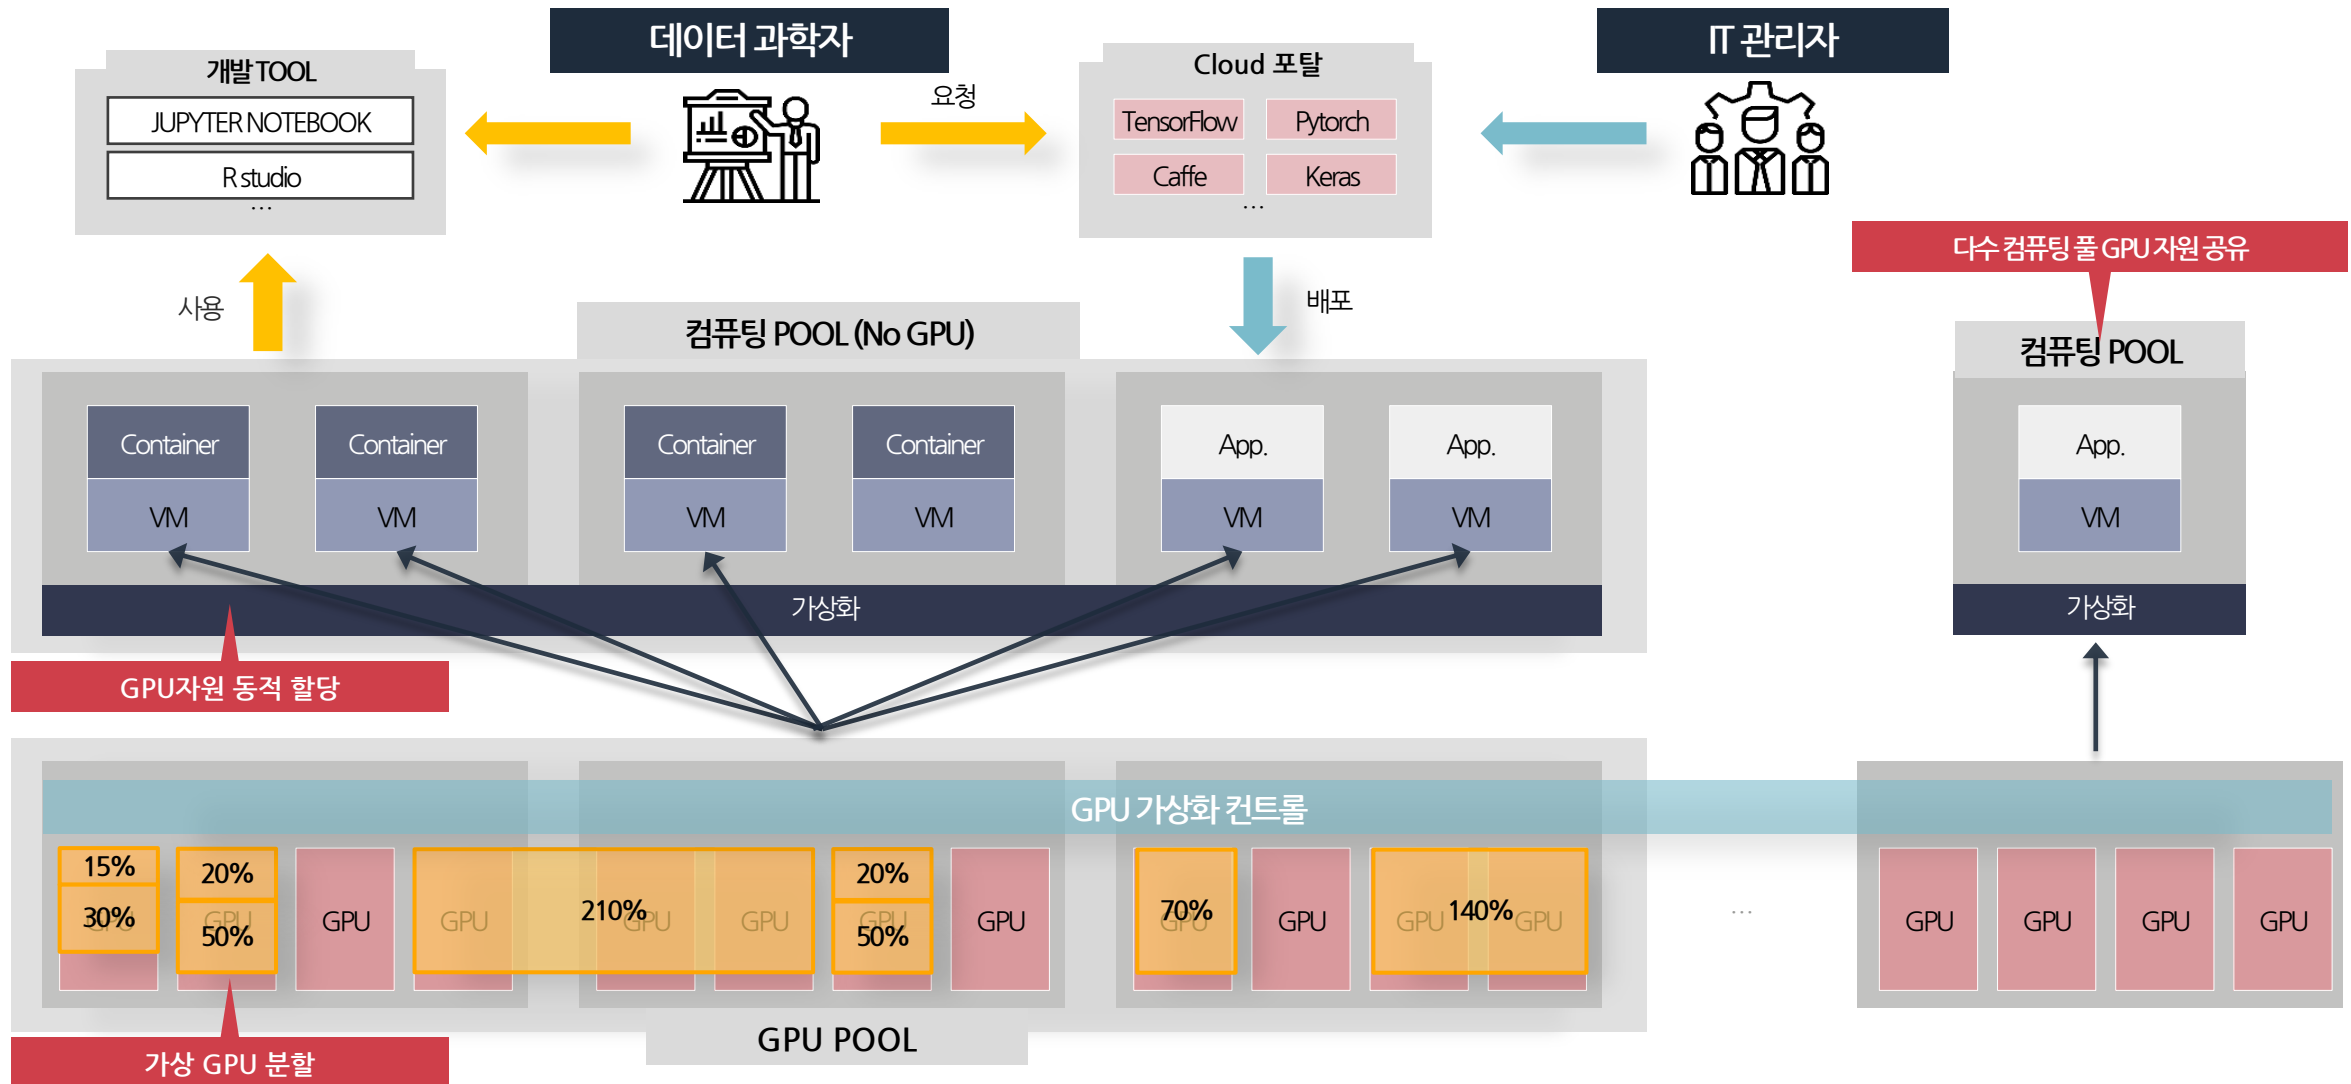 데이터 과학자
IT 관리자
개발 TOOL
JUPYTER NOTEBOOK
R studio
...
요청
Cloud 포탈
TensorFlow
Pytorch
Caffe
Keras
...
다수 컴퓨팅 풀 GPU 자원 공유
사용
배포
컴퓨팅 POOL (No GPU)
컴퓨팅 POOL
Container
Container
Container
Container
App.
App.
App.
VM
VM
VM
VM
VM
VM
VM
가상화
가상화
GPU자원 동적 할당
GPU 가상화 컨트롤
15%
30%
GPU
20%
GPU
50%
GPU
GPU
210%
GPU
GPU
20%
GPU
50%
GPU
70%
GPU
GPU
GPU
140%
GPU
...
GPU
GPU
GPU
GPU
GPU POOL
가상 GPU 분할